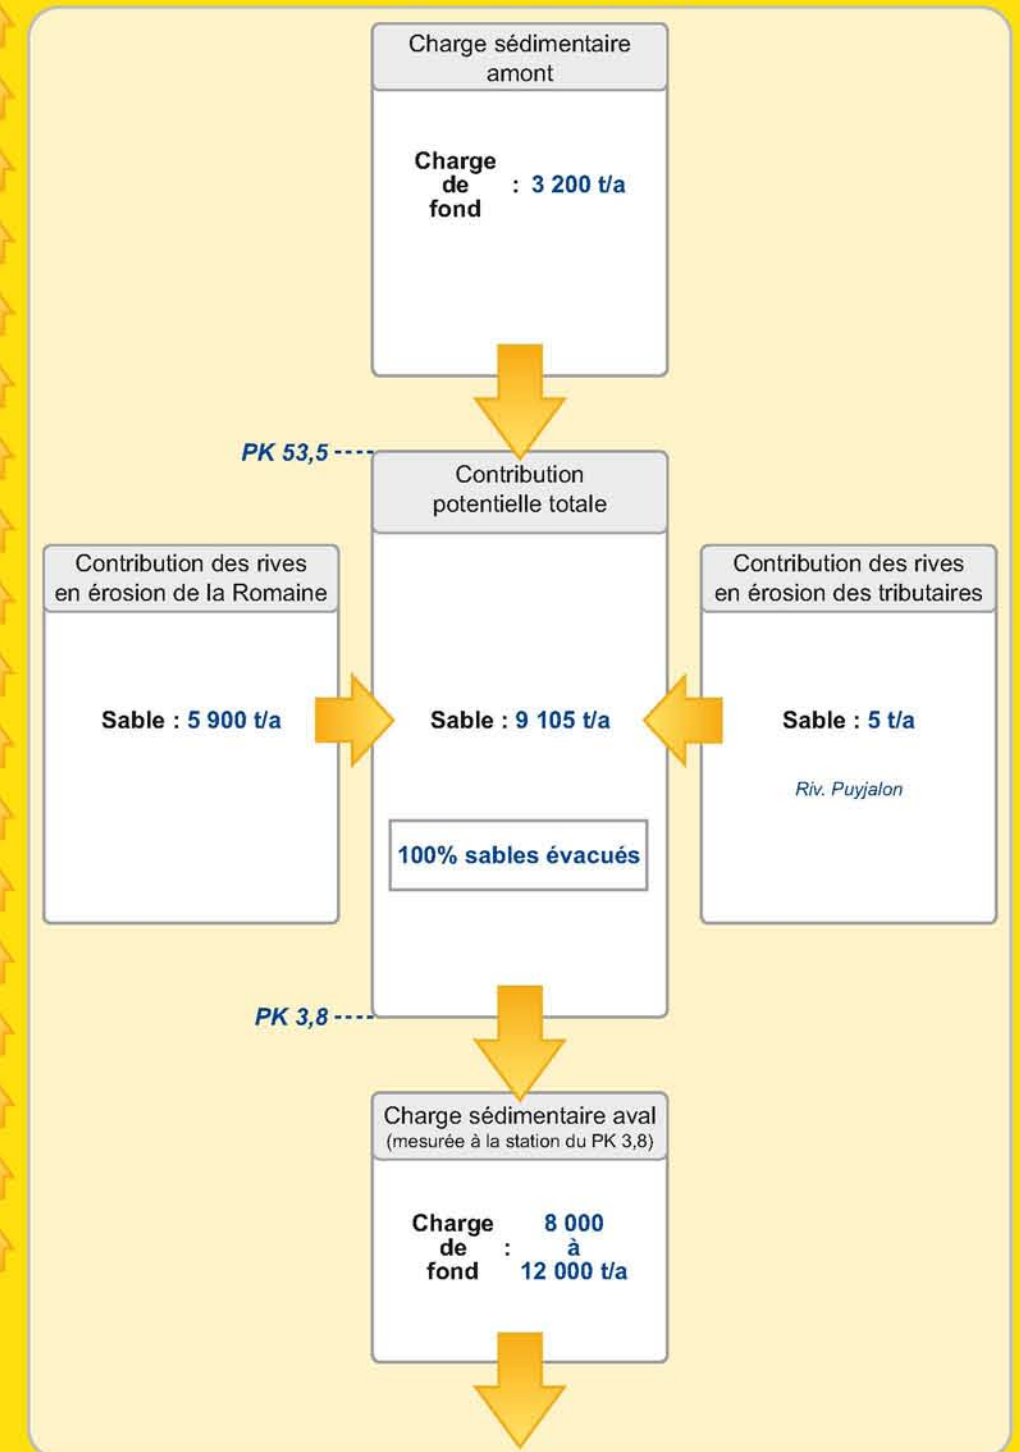 Charge sédimentaire
amont
Charge
de
fond
: 3 200 t/a
PK 53,5
Contribution
potentielle totale
Contribution des rives
en érosion de la Romaine
Contribution des rives
en érosion des tributaires
Sable : 5 900 t/a
Sable : 9 105 t/a
Sable : 5 t/a
Riv. Puyjalon
100% sables évacués
PK 3,8
Charge sédimentaire aval
(mesurée à la station du PK 3,8)
Charge
de
fond
:
8 000
à
12 000 t/a